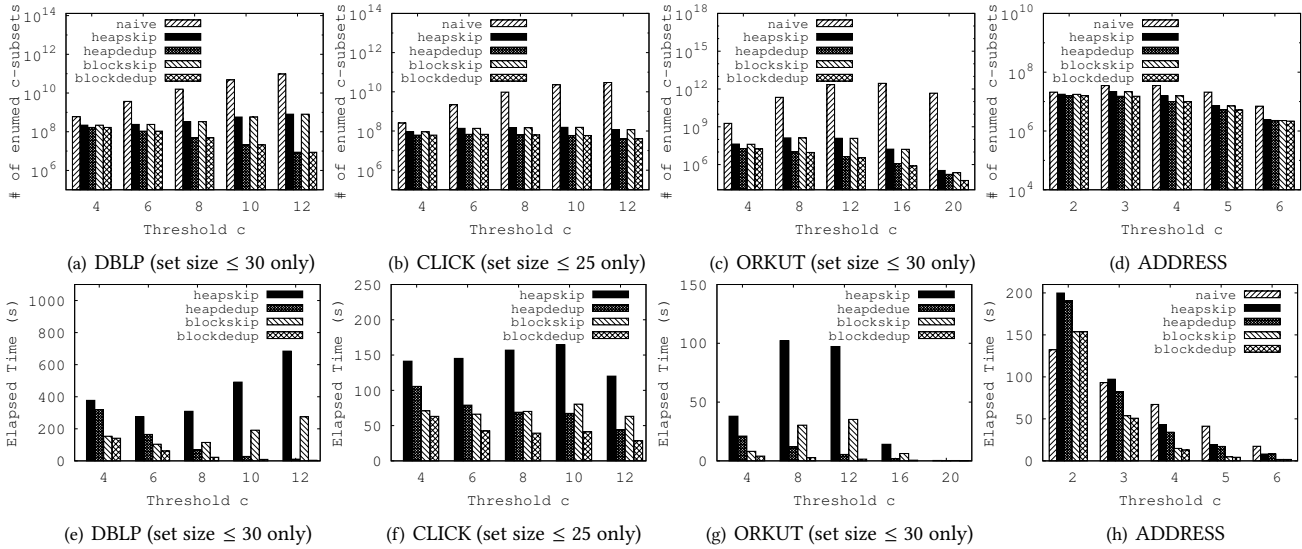 # of enumed c-subsets
10^14
10^12
10^10
10^8
10^6
naive
heapskip
heapdedup
blockskip
blockdedup
4 6 8 10 12
Threshold c
(a) DBLP (set size ≤ 30 only)
# of enumed c-subsets
10^14
10^12
10^10
10^8
10^6
naive
heapskip
heapdedup
blockskip
blockdedup
4 6 8 10 12
Threshold c
(b) CLICK (set size ≤ 25 only)
# of enumed c-subsets
10^18
10^15
10^12
10^9
10^6
naive
heapskip
heapdedup
blockskip
blockdedup
4 8 12 16 20
Threshold c
(c) ORKUT (set size ≤ 30 only)
# of enumed c-subsets
10^10
10^8
10^6
10^4
naive
heapskip
heapdedup
blockskip
blockdedup
2 3 4 5 6
Threshold c
(d) ADDRESS
Elapsed Time (s)
1000
800
600
400
200
0
heapskip
heapdedup
blockskip
blockdedup
4 6 8 10 12
Threshold c
(e) DBLP (set size ≤ 30 only)
Elapsed Time (s)
250
200
150
100
50
0
heapskip
heapdedup
blockskip
blockdedup
4 6 8 10 12
Threshold c
(f) CLICK (set size ≤ 25 only)
Elapsed Time (s)
150
100
50
0
heapskip
heapdedue
blockskip
blockdedup
4 8 12 16 20
Threshold c
(g) ORKUT (set size ≤ 30 only)
Elapsed Time (s)
200
150
100
50
0
naive
heapskip
heapdedup
blockskip
blockdedup
2 3 4 5 6
Threshold c
(h) ADDRESS